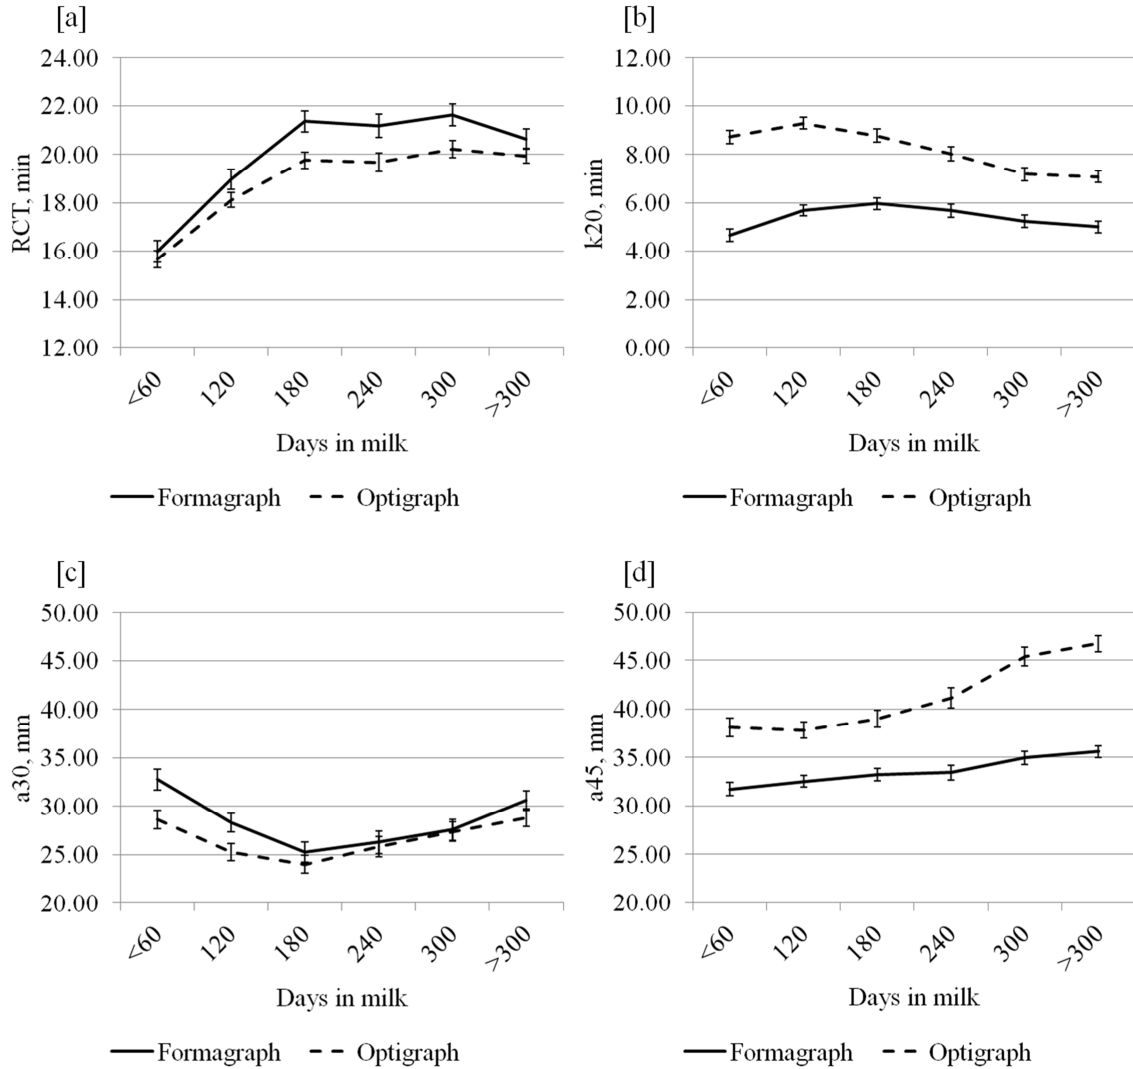 [a]
RCT, min
24.00
22.00
20.00
18.00
16.00
14.00
12.00
<60 120 180 240 300 >300
Days in milk
Formagraph Optigraph
[b]
k20, min
12.00
10.00
8.00
6.00
4.00
2.00
0.00
<60 120 180 240 300 >300
Days in milk
Formagraph Optigraph
[c]
a30, mm
50.00
45.00
40.00
35.00
30.00
25.00
20.00
<60 120 180 240 300 >300
Days in milk
Formagraph Optigraph
[d]
a45, mm
50.00
45.00
40.00
35.00
30.00
25.00
20.00
<60 120 180 240 300 >300
Days in milk
Formagraph Optigraph